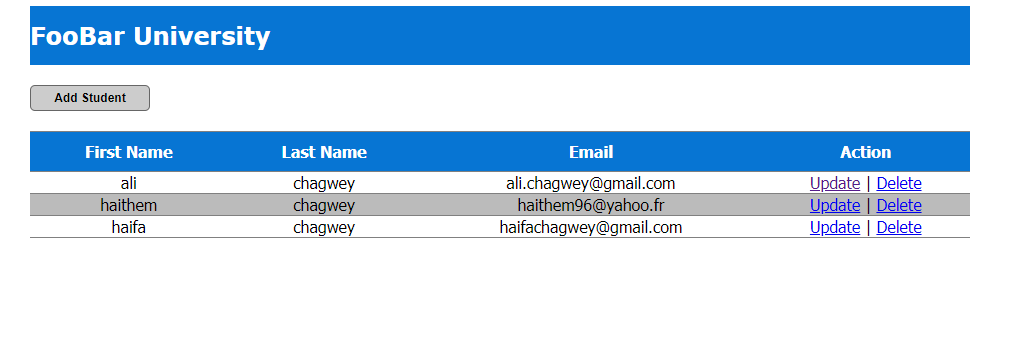 FooBar University
Add Student
First Name Last Name Email Action
ali chagwey ali.chagwey@gmail.com Update | Delete
haithem chagwey haithem96@yahoo.fr Update | Delete
haifa chagwey haifachagwey@gmail.com Update | Delete